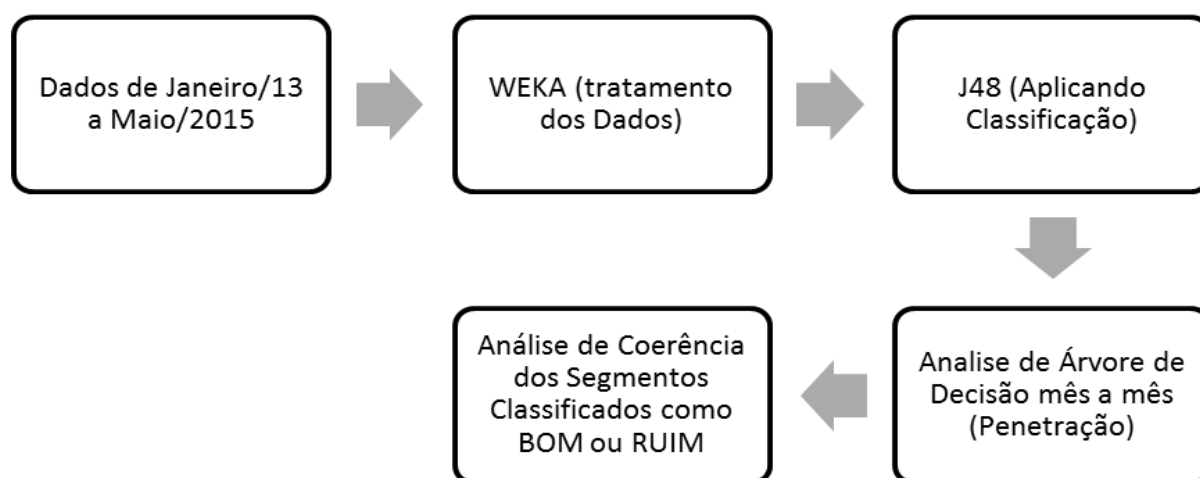 Dados de Janeiro/13
a Maio/2015
WEKA (tratamento
dos Dados)
J48 (Aplicando
Classificação)
Analise de Árvore de
Decisão mês a mês
(Penetração)
Análise de Coerência
dos Segmentos
Classificados como
BOM ou RUIM